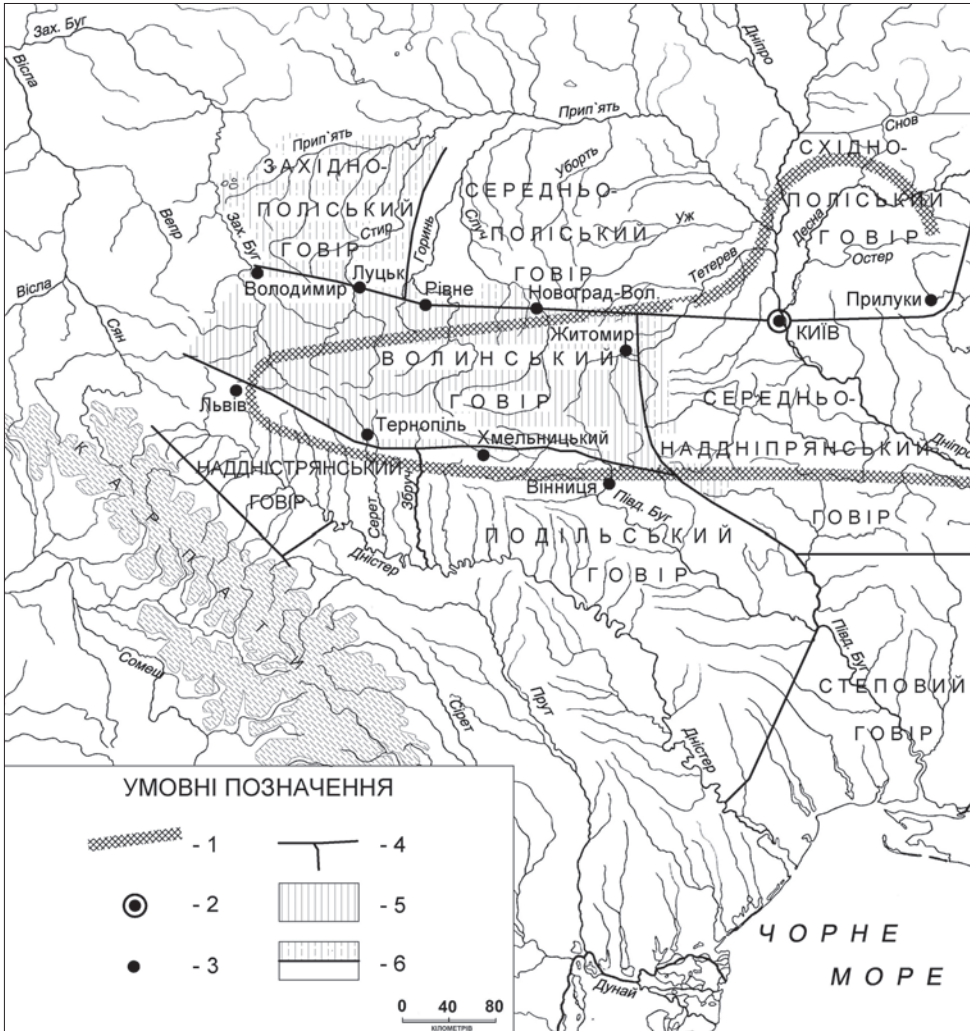 Зах. Буг
Вісла
Дніпро
Прип`ять
Снов
Прип`ять
ЗАХІДНО-
ПОЛІСЬКИЙ
ГОВІР
Стир
Горинь
Случ
СЕРЕДНЬО-
ПОЛІСЬКИЙ
ГОВІР
Уборть
Уж
Тетерев
СХІДНО-
ПОЛІСЬКИЙ
ГОВІР
Десна
Остер
Вепр
Зах. Буг
Володимир
Луцьк
Рівне
Новоград-Вол.
Прилуки
КИЇВ
Вісла
Сян
Житомир
ВОЛИНСЬКИЙ
ГОВІР
Львів
СЕРЕДНЬО-
НАДДНІПРЯНСЬКИЙ
ГОВІР
Дніпро
Тернопіль
Хмельницький
НАДДНІСТРЯНСЬКИЙ
ГОВІР
Серет
Збруч
Вінниця
Півд. Буг
ПОДІЛЬСЬКИЙ
ГОВІР
Дністер
КАРПАТИ
Сомеш
Сірет
Прут
Дністер
Півд. Буг
СТЕПОВИЙ
ГОВІР
УМОВНІ ПОЗНАЧЕННЯ
- 1
- 2
- 3
- 4
- 5
- 6
0 40 80
КІЛОМЕТРІВ
Дунай
ЧОРНЕ
МОРЕ